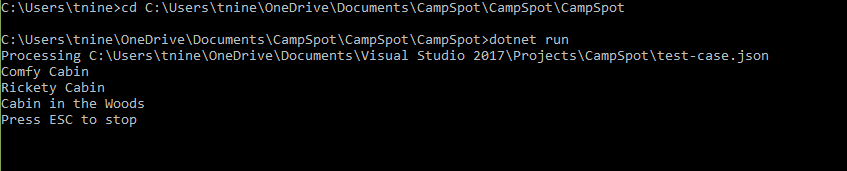 C:\Users\tnine>cd C:\Users\tnine\OneDrive\Documents\CampSpot\CampSpot\CampSpot
C:\Users\tnine\OneDrive\Documents\CampSpot\CampSpot\CampSpot>dotnet run
Processing C:\Users\tnine\OneDrive\Documents\Visual Studio 2017\Projects\CampSpot\test-case.json
Comfy Cabin
Rickety Cabin
Cabin in the Woods
Press ESC to stop